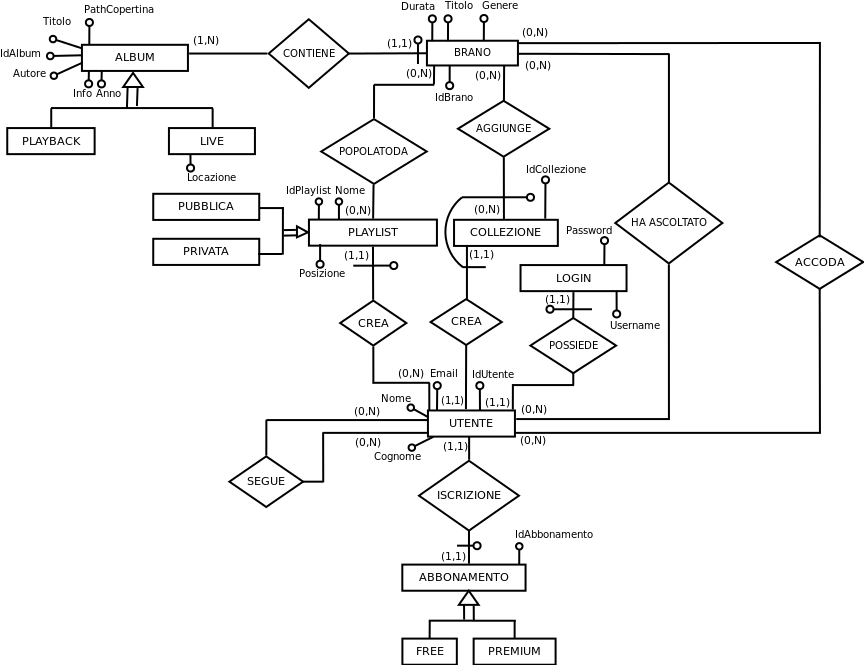 PathCopertina
Titolo
IdAlbum
Autore
ALBUM
Info Anno
(1,N)
CONTIENE
(1,1)
Durata Titolo Genere
BRANO
(0,N)
(0,N)
(0,N)
(0,N)
IdBrano
PLAYBACK
LIVE
Locazione
POPOLATODA
AGGIUNGE
IdCollezione
PUBBLICA
PRIVATA
IdPlaylist Nome
(0,N)
PLAYLIST
(1,1)
Posizione
(0,N)
COLLEZIONE
(1,1)
HA ASCOLTATO
ACCODA
Password
LOGIN
(1,1)
Username
CREA
CREA
POSSIEDE
(0,N)
Email
IdUtente
Nome
(1,1)
(1,1)
(0,N)
UTENTE
(0,N)
(0,N)
(0,N)
Cognome
(1,1)
SEGUE
ISCRIZIONE
IdAbbonamento
(1,1)
ABBONAMENTO
FREE
PREMIUM